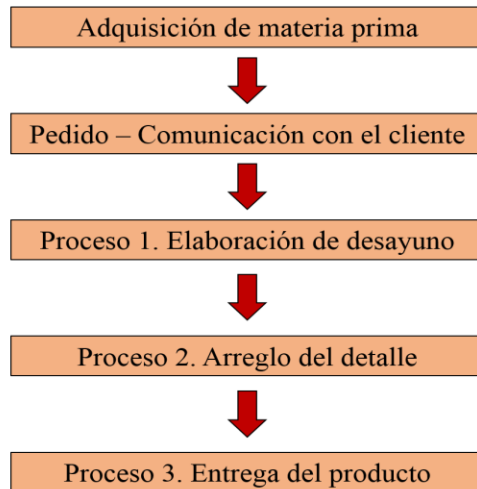 Adquisición de materia prima
Pedido – Comunicación con el cliente
Proceso 1. Elaboración de desayuno
Proceso 2. Arreglo del detalle
Proceso 3. Entrega del producto